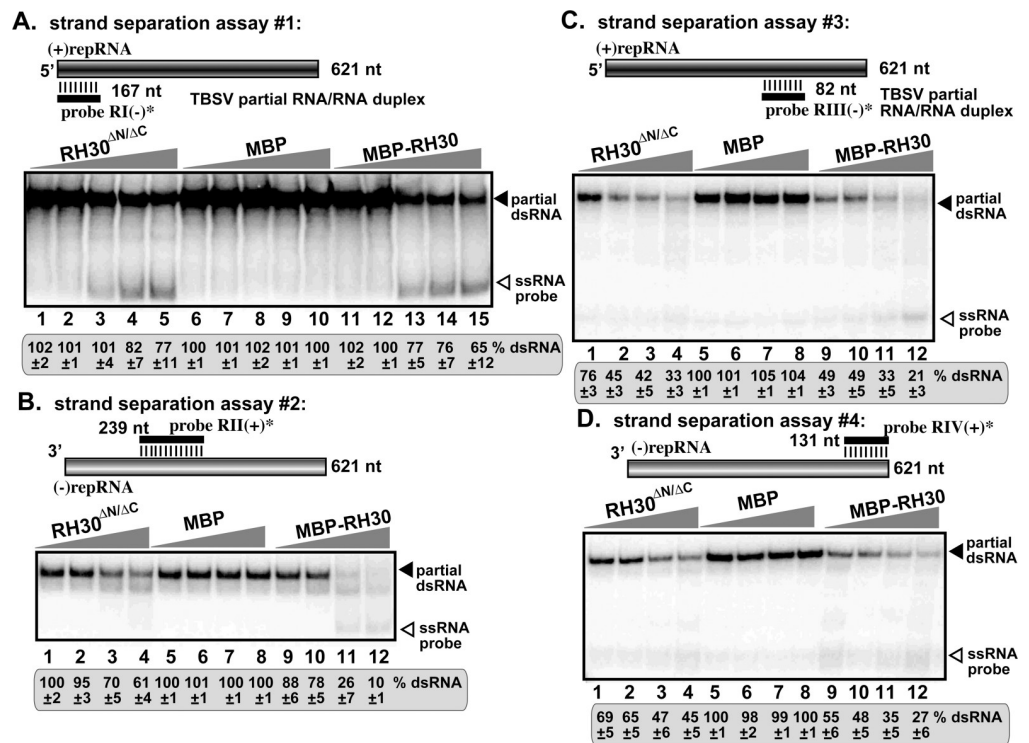 A. strand separation assay #1:
(+)repRNA
5’ 621 nt
167 nt
probe RI(-)*
TBSV partial RNA/RNA duplex
RH30ΔN/ΔC MBP MBP-RH30
partial
dsRNA
ssRNA
probe
1 2 3 4 5 6 7 8 9 10 11 12 13 14 15
102 101 101 82 77 100 101 102 101 100 102 100 77 76 65 % dsRNA
±2 ±1 ±4 ±7 ±11 ±1 ±1 ±2 ±1 ±1 ±2 ±1 ±5 ±7 ±12
B. strand separation assay #2:
239 nt probe RII(+)*
3’ 621 nt
(-)repRNA
RH30ΔN/ΔC MBP MBP-RH30
partial
dsRNA
ssRNA
probe
1 2 3 4 5 6 7 8 9 10 11 12
100 95 70 61 100 101 100 100 88 78 26 10 % dsRNA
±2 ±3 ±5 ±4 ±1 ±1 ±1 ±1 ±6 ±5 ±7 ±1
C. strand separation assay #3:
(+)repRNA
5’ 621 nt
82 nt
probe RIII(-)*
TBSV partial
RNA/RNA duplex
RH30ΔN/ΔC MBP MBP-RH30
partial
dsRNA
ssRNA
probe
1 2 3 4 5 6 7 8 9 10 11 12
76 45 42 33 100 101 105 104 49 49 33 21 % dsRNA
±3 ±3 ±5 ±3 ±1 ±1 ±1 ±1 ±3 ±5 ±5 ±3
D. strand separation assay #4:
probe RIV(+)*
131 nt
3’ (-)repRNA
621 nt
RH30ΔN/ΔC MBP MBP-RH30
partial
dsRNA
ssRNA
probe
1 2 3 4 5 6 7 8 9 10 11 12
69 65 47 45 100 98 99 100 55 48 35 27 % dsRNA
±5 ±5 ±6 ±5 ±1 ±2 ±1 ±1 ±6 ±5 ±5 ±6